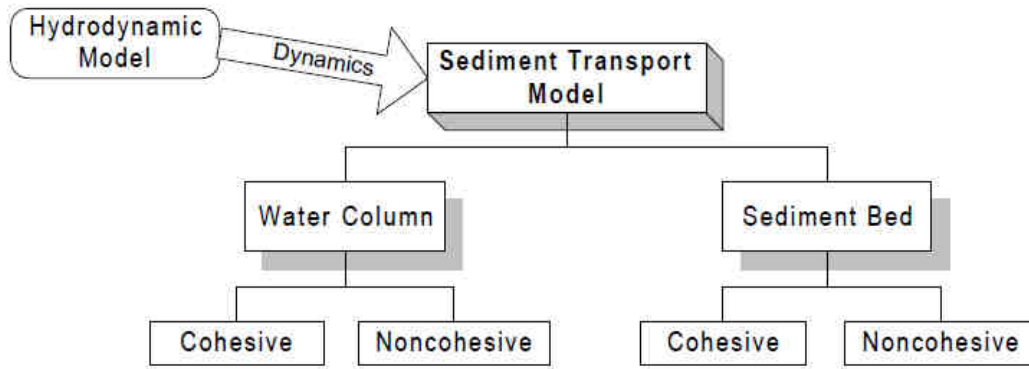 Hydrodynamic
Model
Dynamics
Sediment Transport
Model
Water Column
Sediment Bed
Cohesive
Noncohesive
Cohesive
Noncohesive